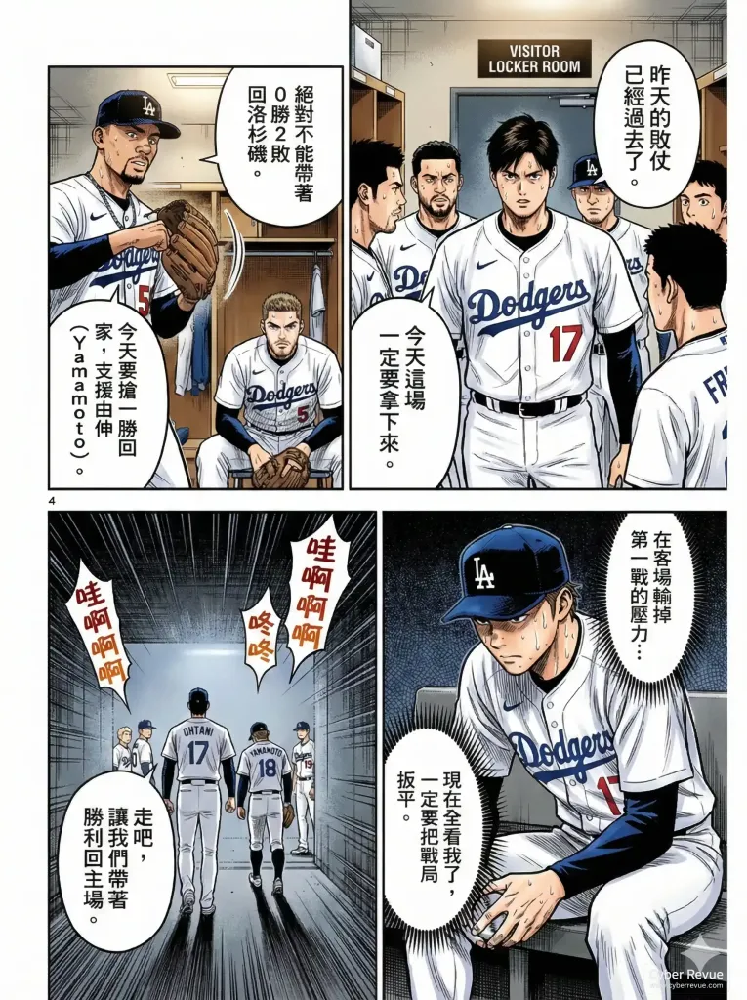 VISITOR
LOCKER ROOM
昨天的敗仗
已經過去了。
LA
Dodgers
17
今天這場
一定要拿下來。
FR
絕對不能帶著
0勝2敗
回洛杉磯。
LA
Dodgers
5
今天要搶一勝回
家，支援由伸
(Yamamoto)。
Dodgers
5
4
在客場輸掉
第一戰的壓力…
LA
Dodgers
17
現在全看我了，
一定要把戰局
扳平。
哇啊啊啊啊
咚咚
哇啊啊啊
OHTANI
17
YAMAMOTO
18
Dodgers
19
走吧，
讓我們帶著
勝利回主場。
Cyber Revue
www.cyberrevue.com